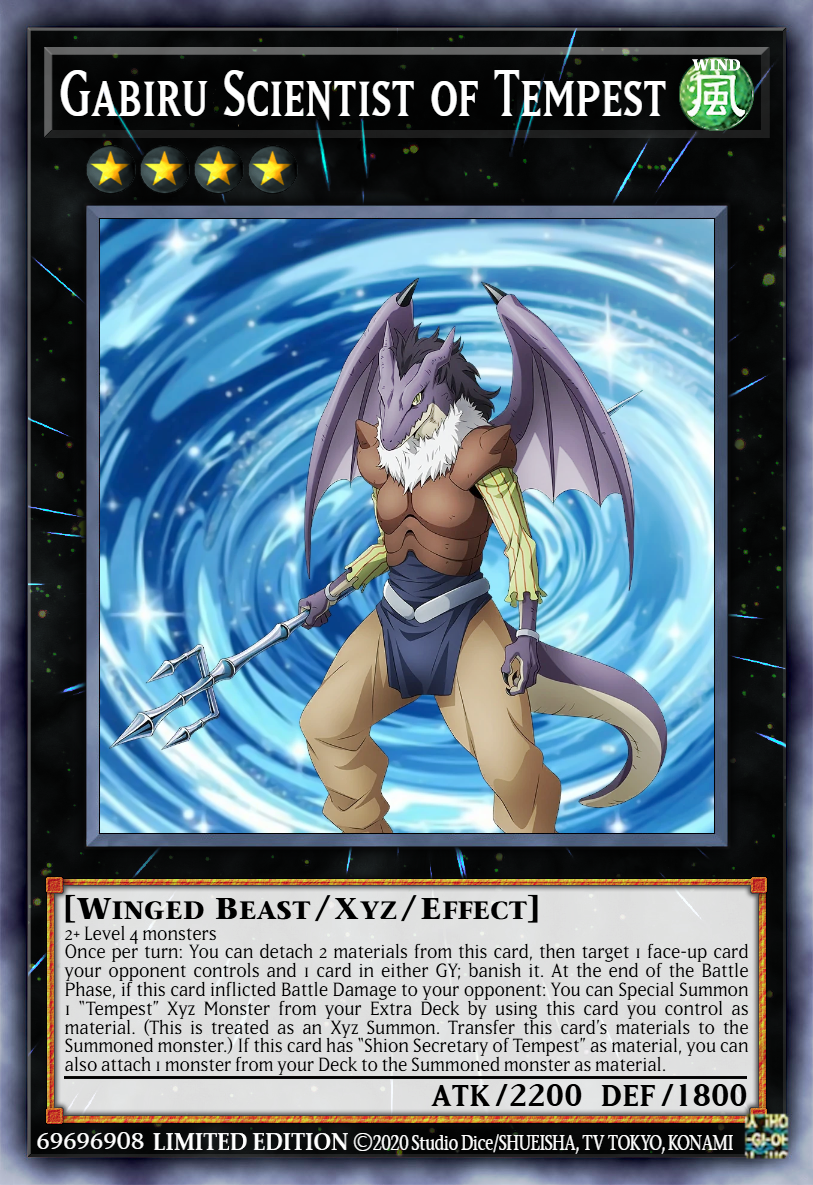 Gabiru Scientist of Tempest
WIND
風
[Winged Beast/Xyz/Effect]
2+ Level 4 monsters
Once per turn: You can detach 2 materials from this card, then target 1 face-up card
your opponent controls and 1 card in either GY; banish it. At the end of the Battle
Phase, if this card inflicted Battle Damage to your opponent: You can Special Summon
1 "Tempest" Xyz Monster from your Extra Deck by using this card you control as
material. (This is treated as an Xyz Summon. Transfer this card's materials to the
Summoned monster.) If this card has "Shion Secretary of Tempest" as material, you can
also attach 1 monster from your Deck to the Summoned monster as material.
ATK/2200 DEF/1800
69696908 LIMITED EDITION ©2020 Studio Dice/SHUEISHA, TV TOKYO, KONAMI